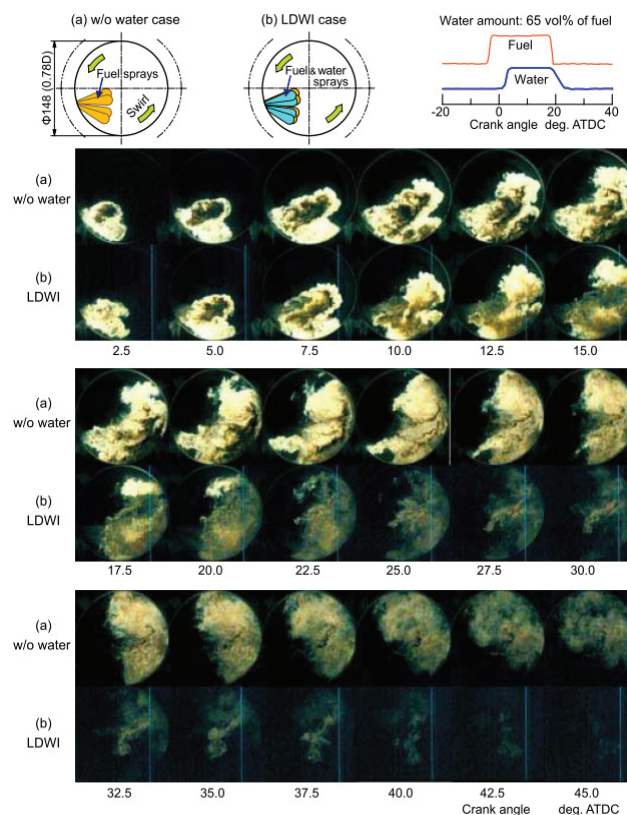 (a) w/o water case
(b) LDWI case
Water amount: 65 vol% of fuel
Fuel
Water
-20 0 20 40
Crank angle deg. ATDC
Φ148 (0.78D)
Fuel sprays
Swirl
Fuel & water
sprays
(a)
w/o water
(b)
LDWI
2.5 5.0 7.5 10.0 12.5 15.0
(a)
w/o water
(b)
LDWI
17.5 20.0 22.5 25.0 27.5 30.0
(a)
w/o water
(b)
LDWI
32.5 35.0 37.5 40.0 42.5 45.0
Crank angle deg. ATDC